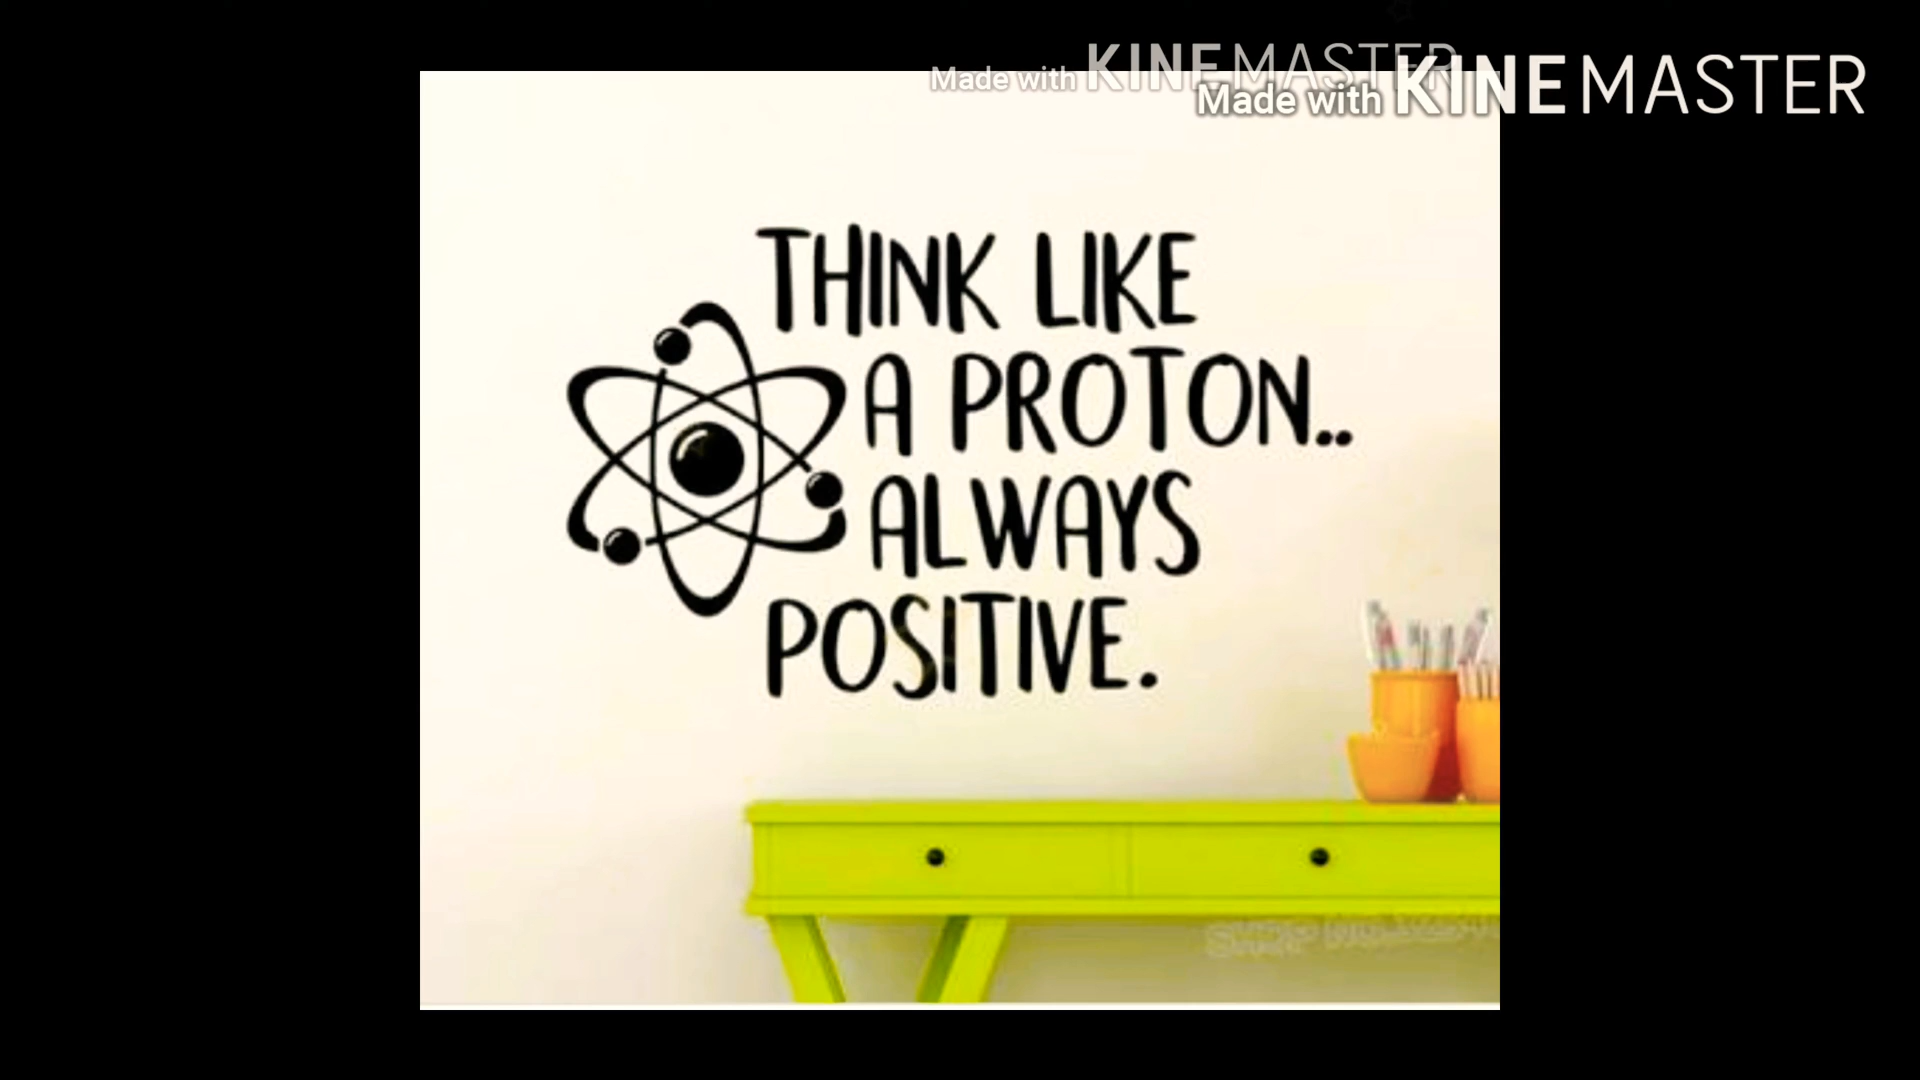 Made with KINEMASTER
Made with KINEMASTER
THINK LIKE
A PROTON..
ALWAYS
POSITIVE.